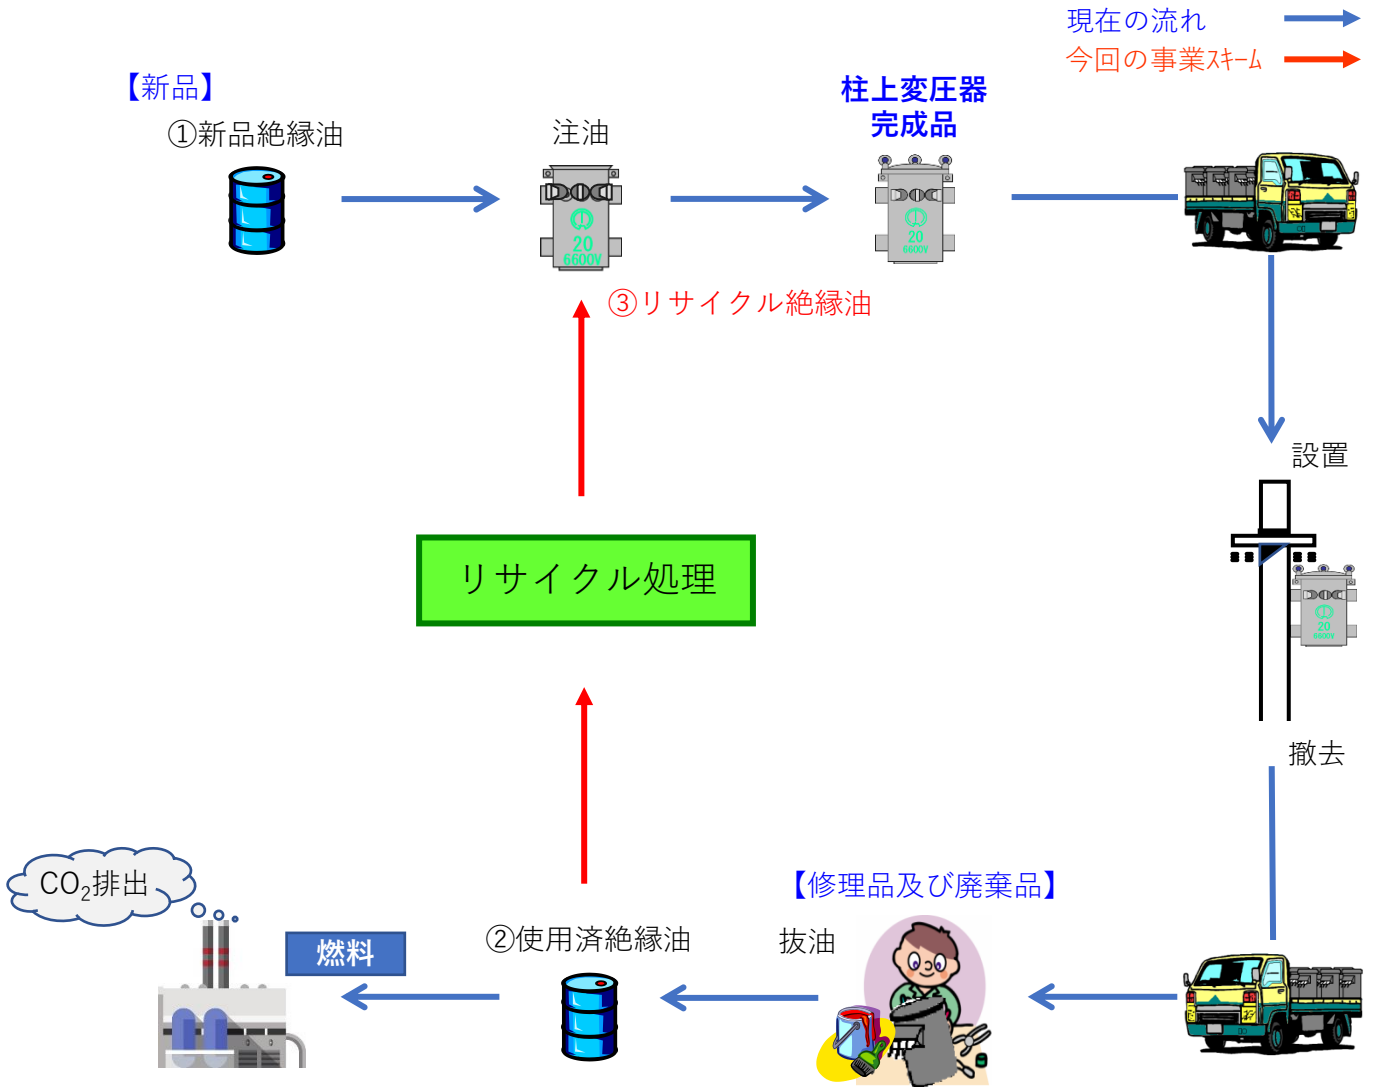 現在の流れ
今回の事業スキーム
【新品】
①新品絶縁油
注油
柱上変圧器
完成品
20
6600V
20
6600V
③リサイクル絶縁油
設置
20
6600V
リサイクル処理
撤去
CO₂排出
燃料
②使用済絶縁油
【修理品及び廃棄品】
抜油